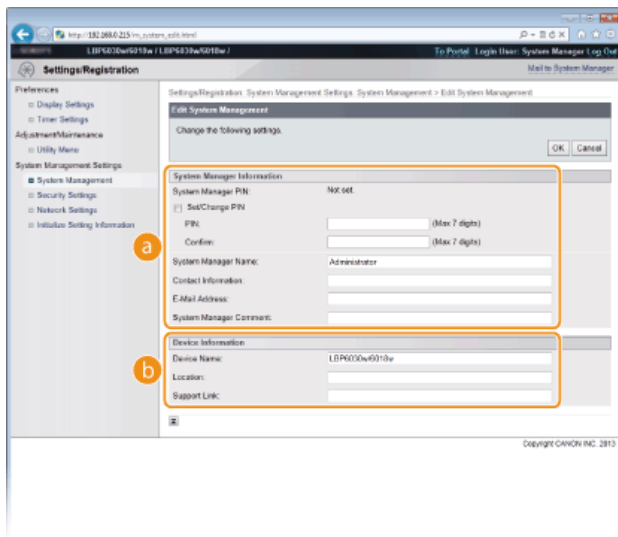 http://192.168.0.215/m_system_edit.html
LBP6030w/6018w / LBP6030w/6018w /
To Portal Login User: System Manager Log Out
Settings/Registration
Mail to System Manager
Preferences
Display Settings
Timer Settings
Adjustment/Maintenance
Utility Menu
System Management Settings
System Management
Security Settings
Network Settings
Initialize Setting Information
Settings/Registration: System Management Settings: System Management > Edit System Management
Edit System Management
Change the following settings.
OK Cancel
a
System Manager Information
System Manager PIN: Not set.
Set/Change PIN
PIN: (Max 7 digits)
Confirm: (Max 7 digits)
System Manager Name: Administrator
Contact Information:
E-Mail Address:
System Manager Comment:
b
Device Information
Device Name: LBP6030w/6018w
Location:
Support Link:
Copyright CANON INC. 2013